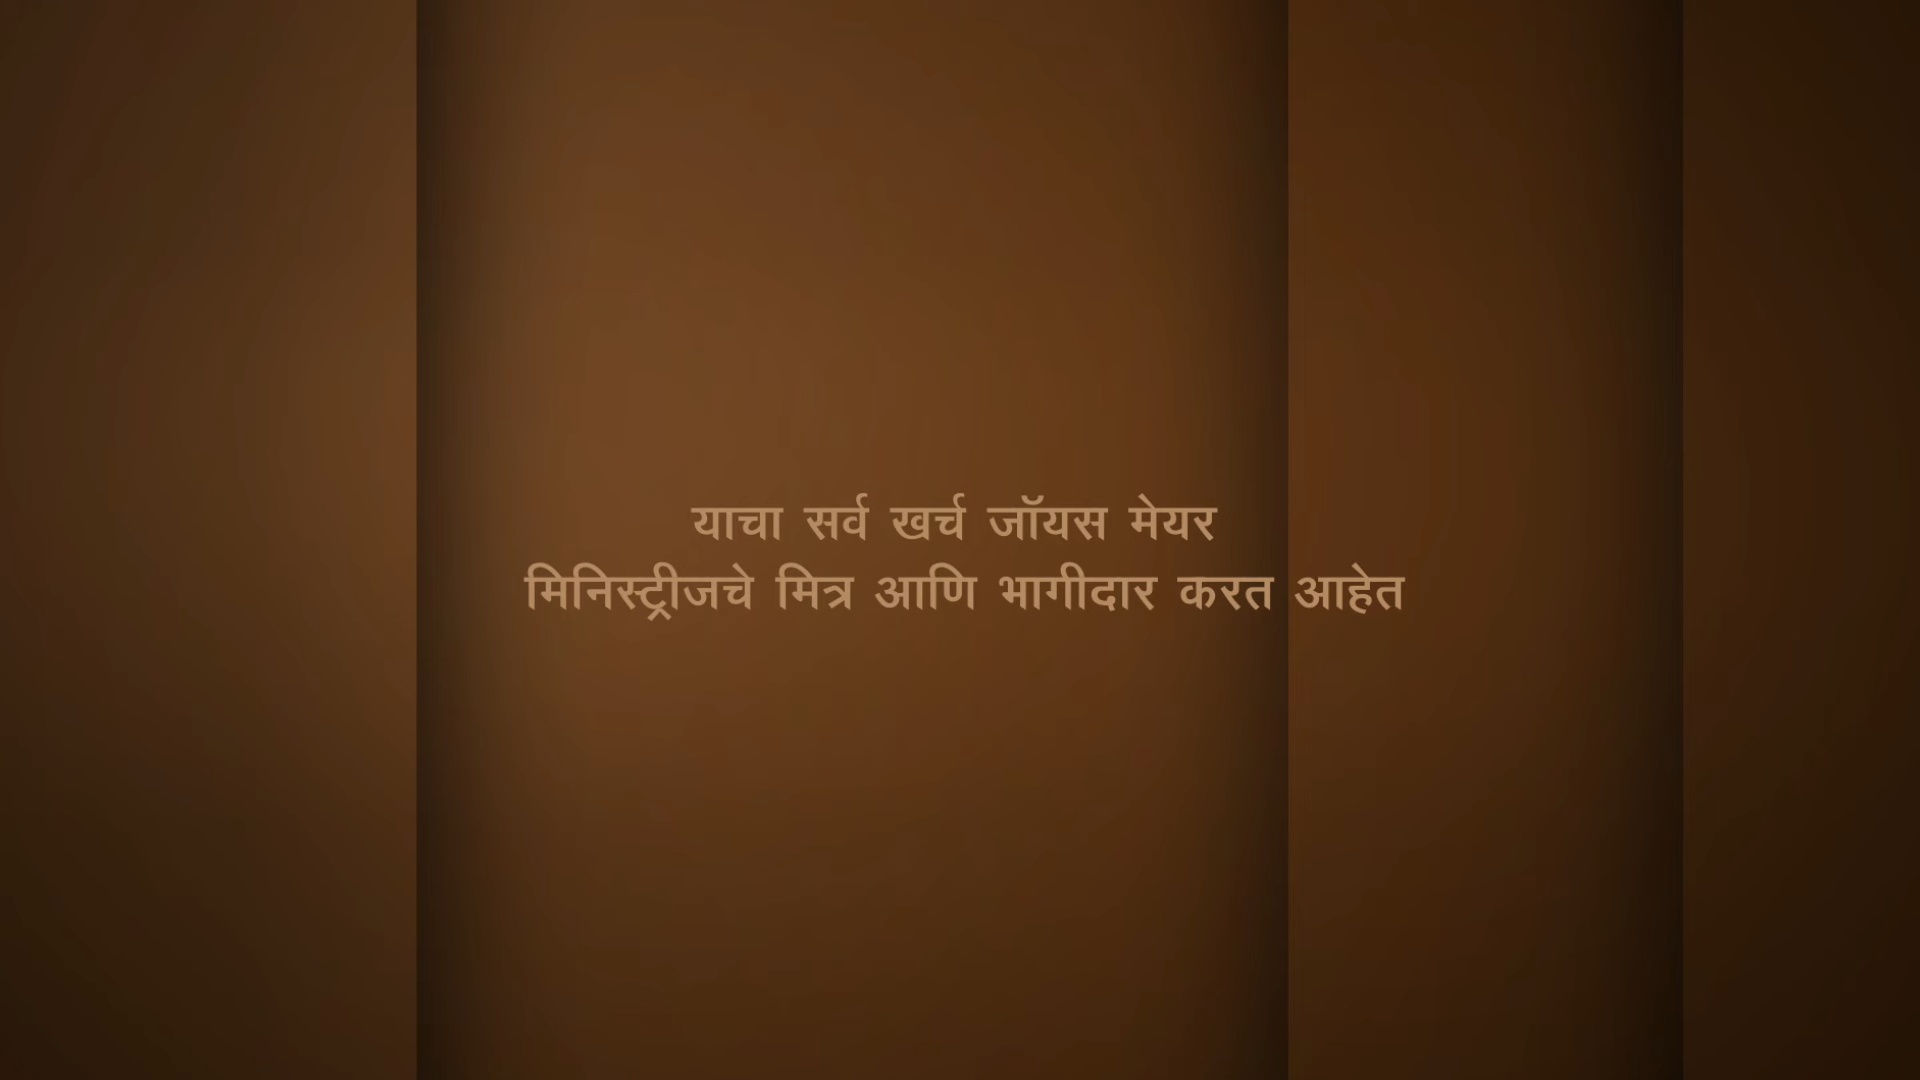 याचा सर्व खर्च जॉयस मेयर
मिनिस्ट्रीजचे मित्र आणि भागीदार करत आहेत